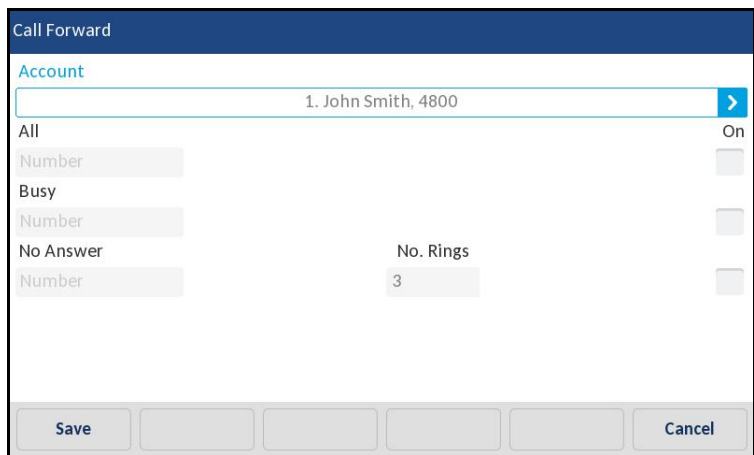 Call Forward
Account
1. John Smith, 4800
All On
Number
Busy
Number
No Answer No. Rings
Number 3
Save Cancel